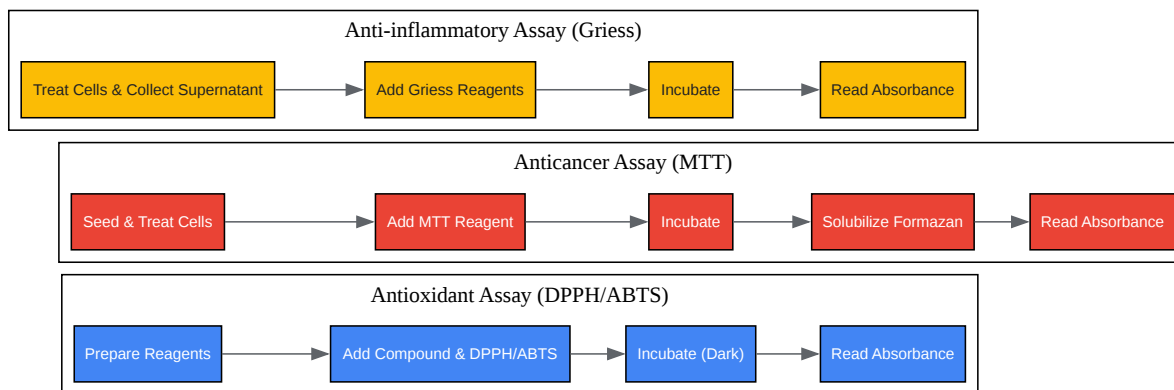 Anti-inflammatory Assay (Griess)
Treat Cells & Collect Supernatant
Add Griess Reagents
Incubate
Read Absorbance
Anticancer Assay (MTT)
Seed & Treat Cells
Add MTT Reagent
Incubate
Solubilize Formazan
Read Absorbance
Antioxidant Assay (DPPH/ABTS)
Prepare Reagents
Add Compound & DPPH/ABTS
Incubate (Dark)
Read Absorbance